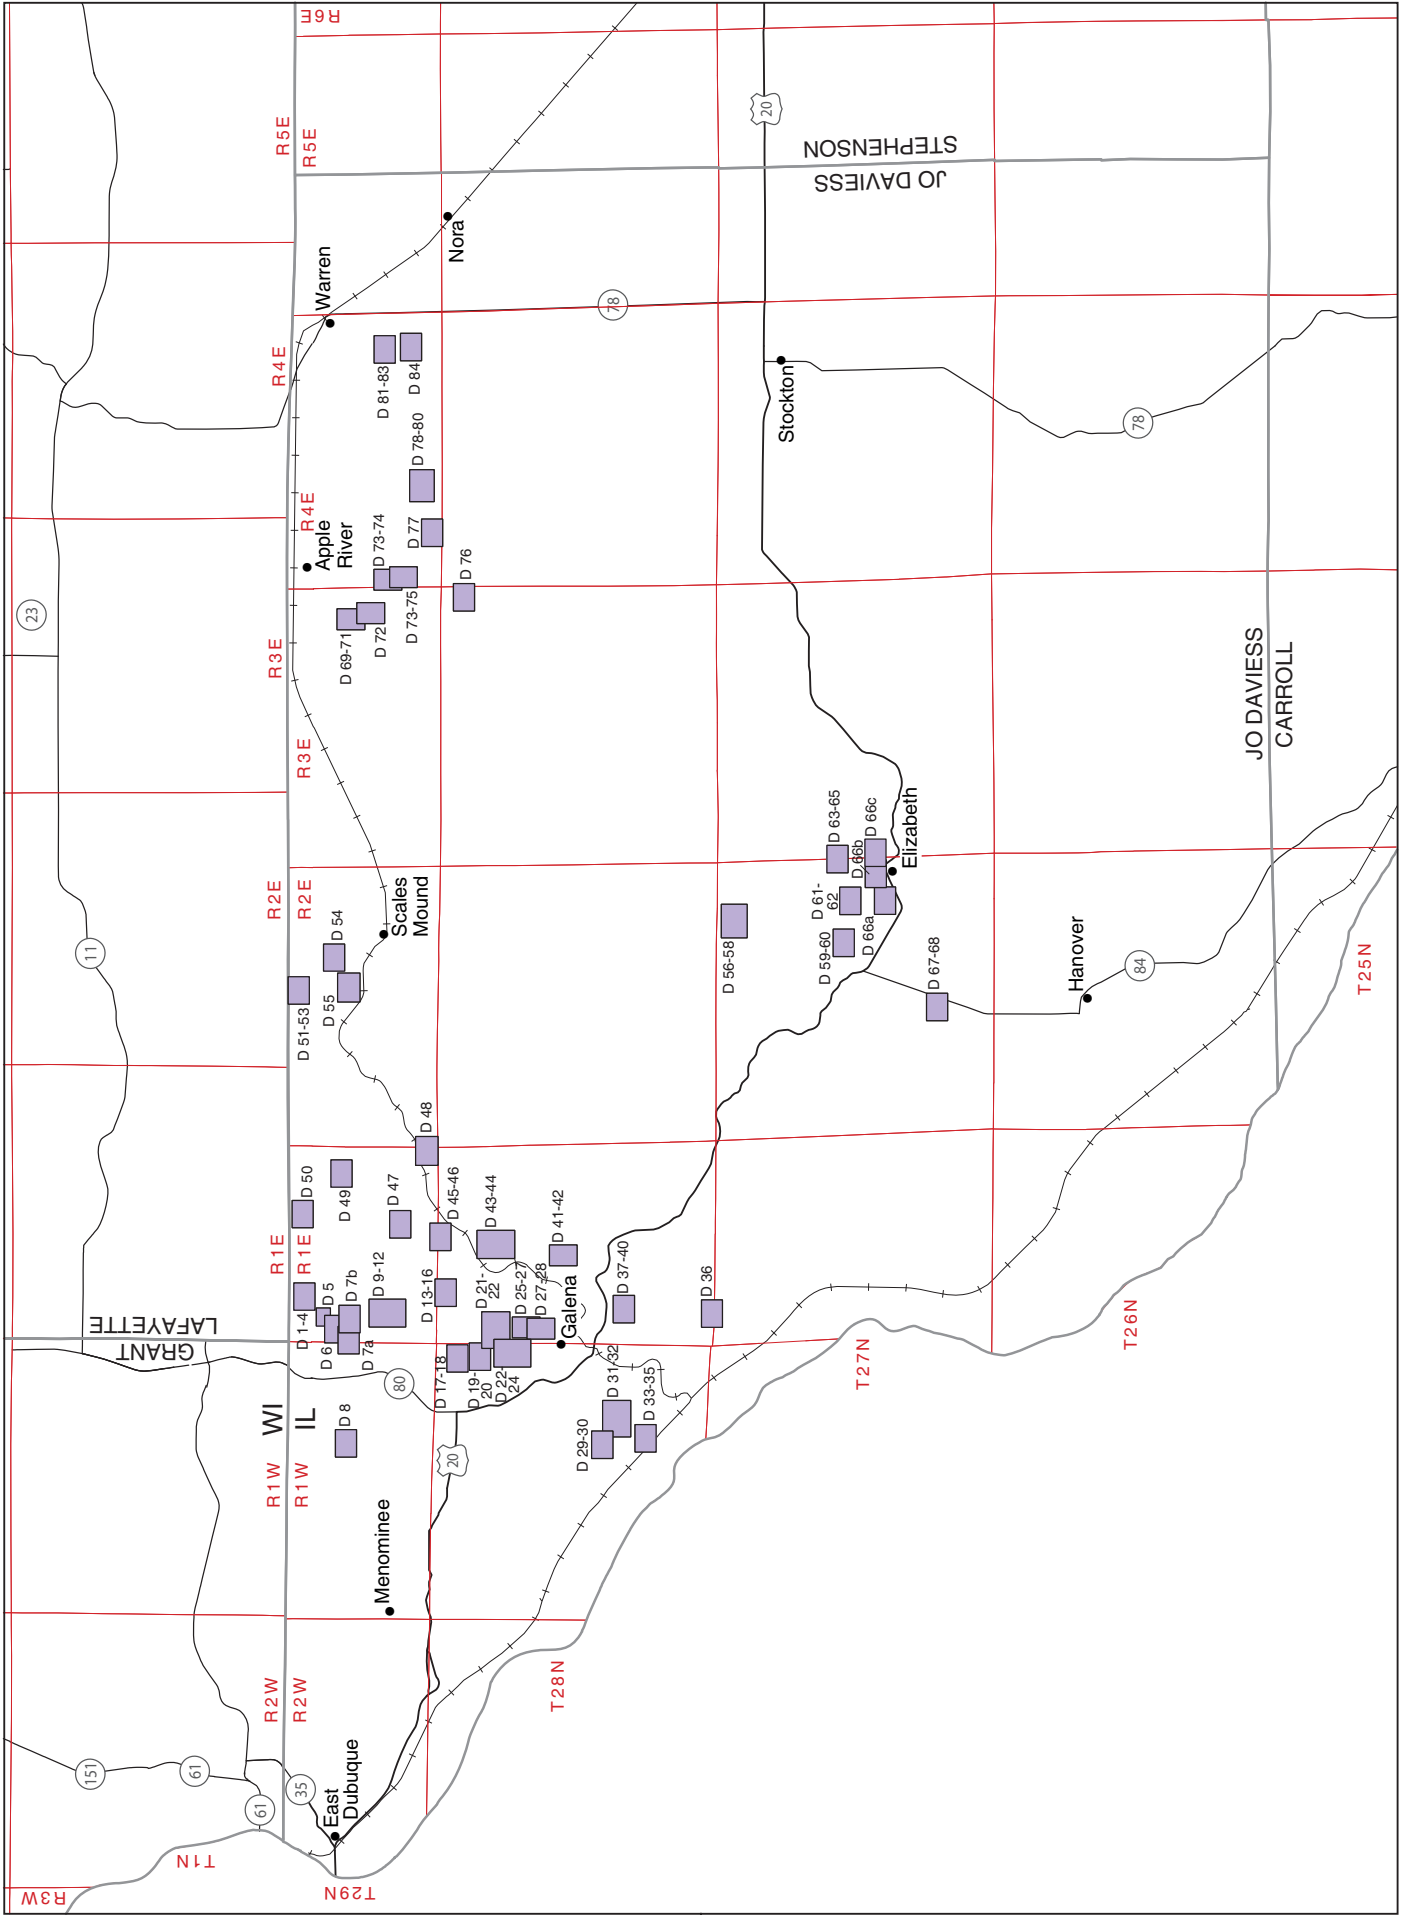 R3W
T1N
T29N
61
151
61
35
East
Dubuque
R2W
R2W
Menominee
T28N
20
R1W
R1W
WI
IL
D 8
80
GRANT
LAFAYETTE
D 1-4
D 5
D 6
D 7a
D 7b
D 9-12
D 13-16
D 17-18
D 19-
20
D 21-
22
D 22-
24
D 25-27
D 27-28
Galena
D 29-30
D 31-32
D 33-35
D 36
D 37-40
D 41-42
D 43-44
D 45-46
D 47
D 48
D 49
D 50
R1E
R1E
T27N
T26N
T25N
11
D 51-53
D 54
D 55
Scales
Mound
R2E
R2E
D 56-58
D 59-60
D 61-
62
D 63-65
D 66a
D 66b
D 66c
Elizabeth
D 67-68
Hanover
84
JO DAVIESS
CARROLL
R3E
R3E
23
D 69-71
D 72
D 73-74
D 73-75
D 76
D 77
D 78-80
Apple
River
R4E
R4E
D 81-83
D 84
Warren
Nora
78
Stockton
78
JO DAVIESS
STEPHENSON
20
R5E
R5E
R6E